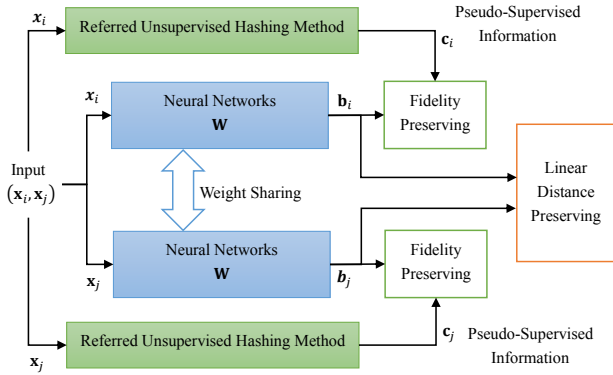 x_i
Referred Unsupervised Hashing Method
Pseudo-Supervised
Information
c_i
x_i
Neural Networks
W
b_i
Fidelity
Preserving
Input
(x_i, x_j)
Weight Sharing
Linear
Distance
Preserving
x_j
Neural Networks
W
b_j
Fidelity
Preserving
x_j
Referred Unsupervised Hashing Method
c_j
Pseudo-Supervised
Information